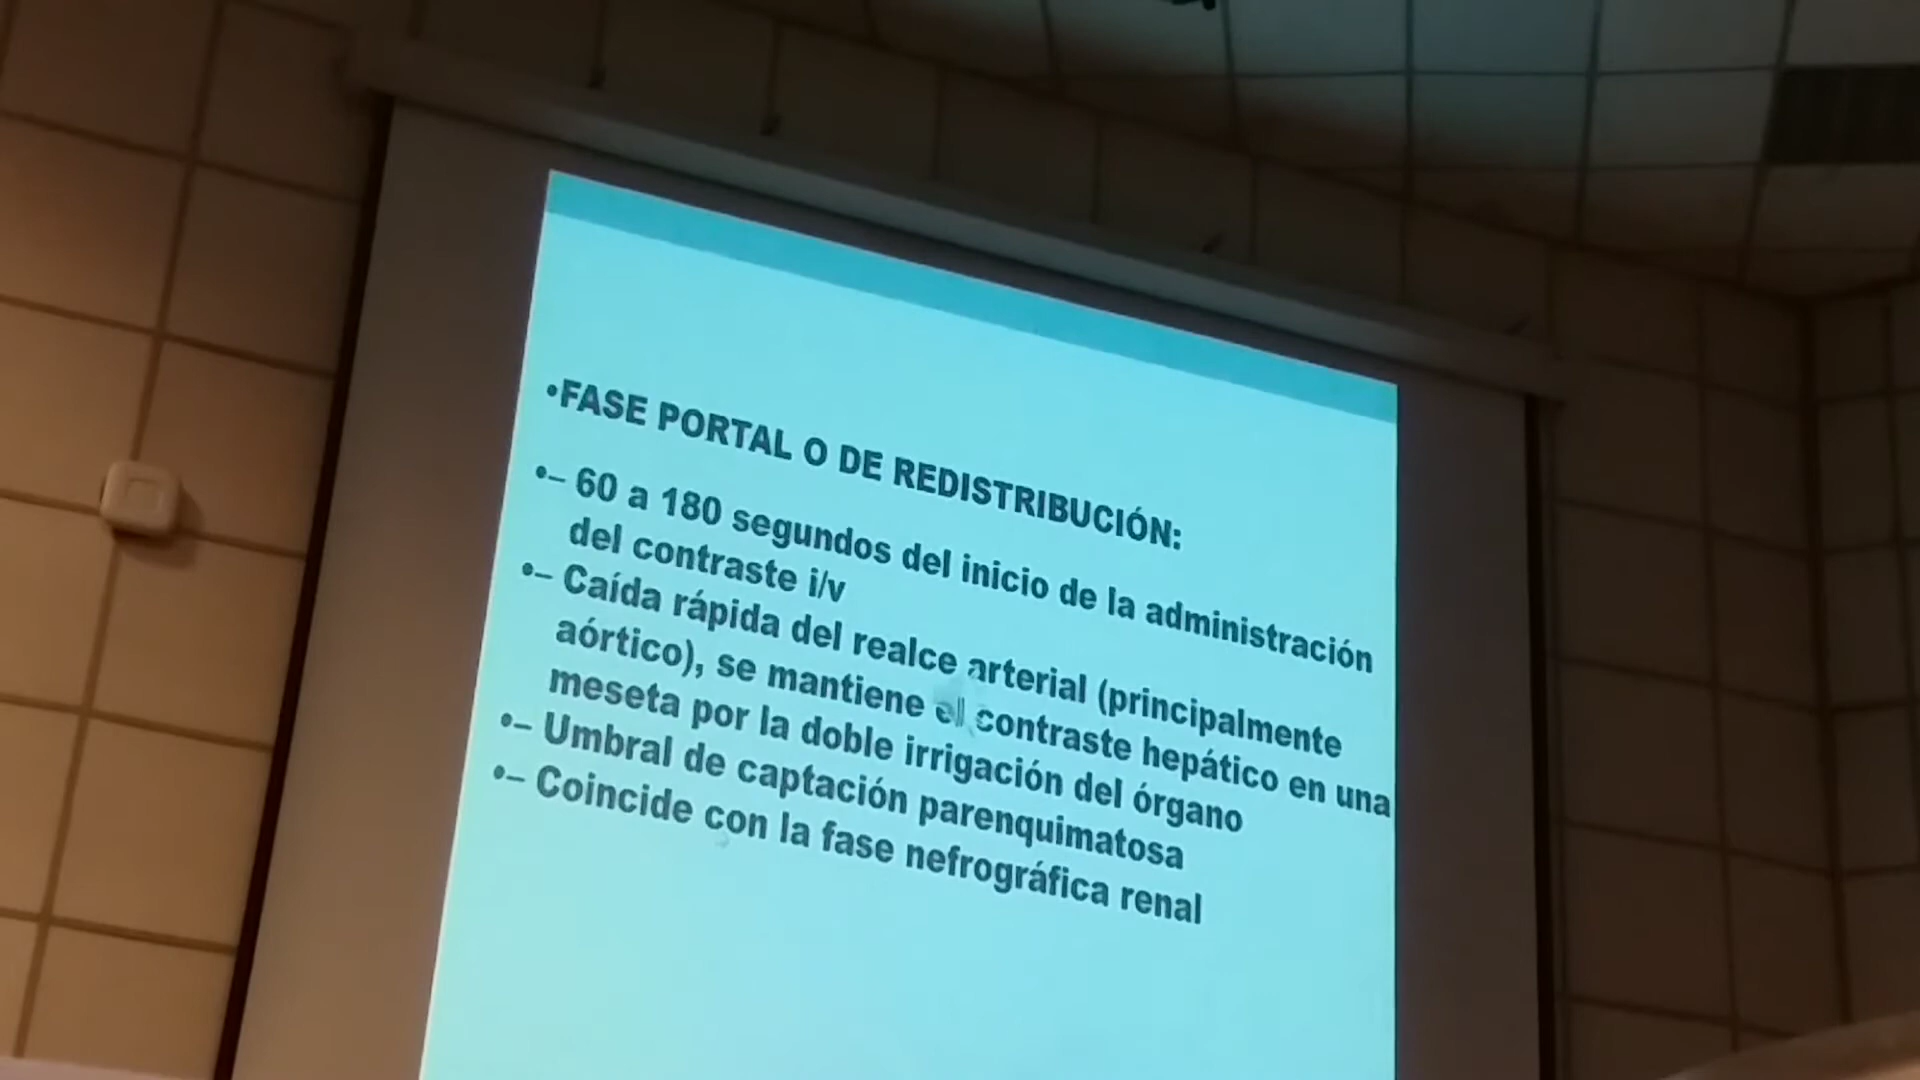 •FASE PORTAL O DE REDISTRIBUCIÓN:
•– 60 a 180 segundos del inicio de la administración
del contraste i/v
•– Caída rápida del realce arterial (principalmente
aórtico), se mantiene el contraste hepático en una
meseta por la doble irrigación del órgano
•– Umbral de captación parenquimatosa
•– Coincide con la fase nefrográfica renal